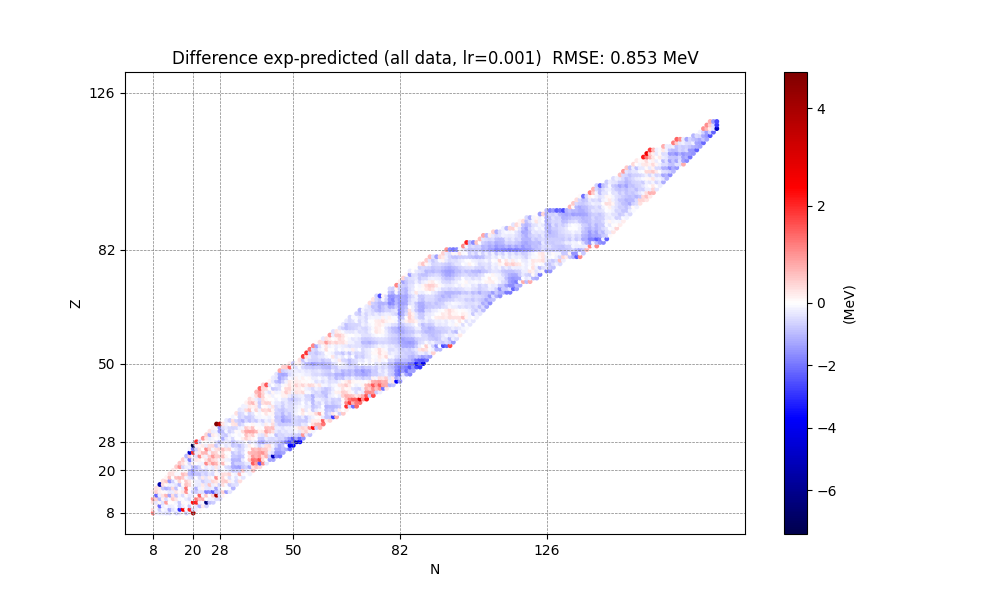 Difference exp-predicted (all data, lr=0.001)  RMSE: 0.853 MeV
126
82
50
28
20
8
Z
8 20 28 50 82 126
N
4
2
0
−2
−4
−6
(MeV)